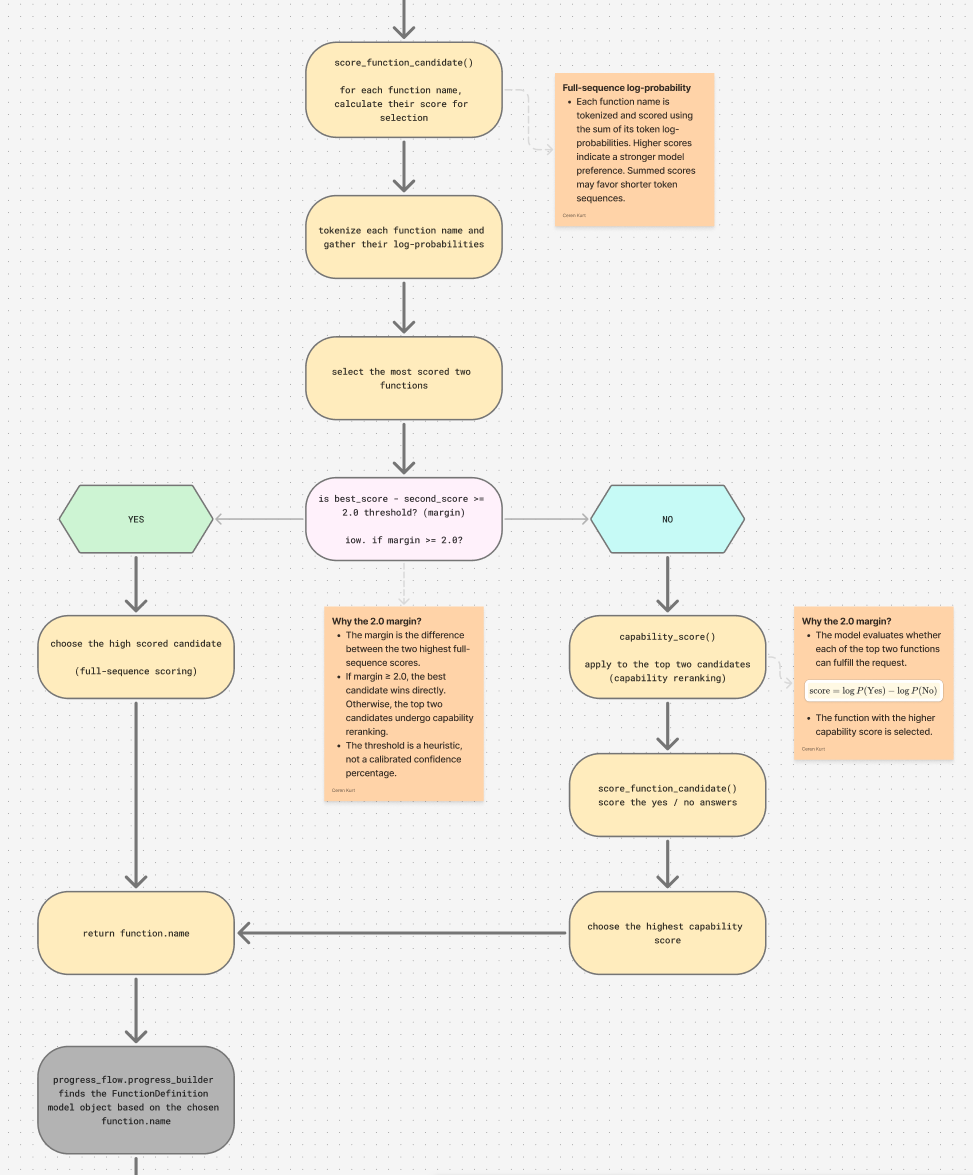 score_function_candidate()
for each function name,
calculate their score for
selection
Full-sequence log-probability
• Each function name is
tokenized and scored using
the sum of its token log-
probabilities. Higher scores
indicate a stronger model
preference. Summed scores
may favor shorter token
sequences.
Ceren Kurt
tokenize each function name and
gather their log-probabilities
select the most scored two
functions
YES
is best_score - second_score >=
2.0 threshold? (margin)
iow. if margin >= 2.0?
NO
choose the high scored candidate
(full-sequence scoring)
Why the 2.0 margin?
• The margin is the difference
between the two highest full-
sequence scores.
• If margin ≥ 2.0, the best
candidate wins directly.
Otherwise, the top two
candidates undergo capability
reranking.
• The threshold is a heuristic,
not a calibrated confidence
percentage.
Ceren Kurt
capability_score()
apply to the top two candidates
(capability reranking)
Why the 2.0 margin?
• The model evaluates whether
each of the top two functions
can fulfill the request.
score = log P(Yes) − log P(No)
• The function with the higher
capability score is selected.
Ceren Kurt
score_function_candidate()
score the yes / no answers
return function.name
choose the highest capability
score
progress_flow.progress_builder
finds the FunctionDefinition
model object based on the chosen
function.name